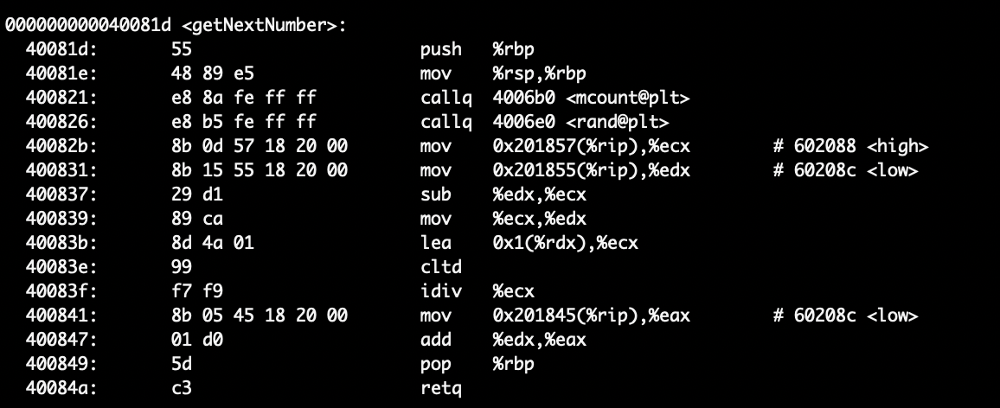 000000000040081d <getNextNumber>:
  40081d:       55                      push   %rbp
  40081e:       48 89 e5                mov    %rsp,%rbp
  400821:       e8 8a fe ff ff          callq  4006b0 <mcount@plt>
  400826:       e8 b5 fe ff ff          callq  4006e0 <rand@plt>
  40082b:       8b 0d 57 18 20 00       mov    0x201857(%rip),%ecx        # 602088 <high>
  400831:       8b 15 55 18 20 00       mov    0x201855(%rip),%edx        # 60208c <low>
  400837:       29 d1                   sub    %edx,%ecx
  400839:       89 ca                   mov    %ecx,%edx
  40083b:       8d 4a 01                lea    0x1(%rdx),%ecx
  40083e:       99                      cltd
  40083f:       f7 f9                   idiv   %ecx
  400841:       8b 05 45 18 20 00       mov    0x201845(%rip),%eax        # 60208c <low>
  400847:       01 d0                   add    %edx,%eax
  400849:       5d                      pop    %rbp
  40084a:       c3                      retq